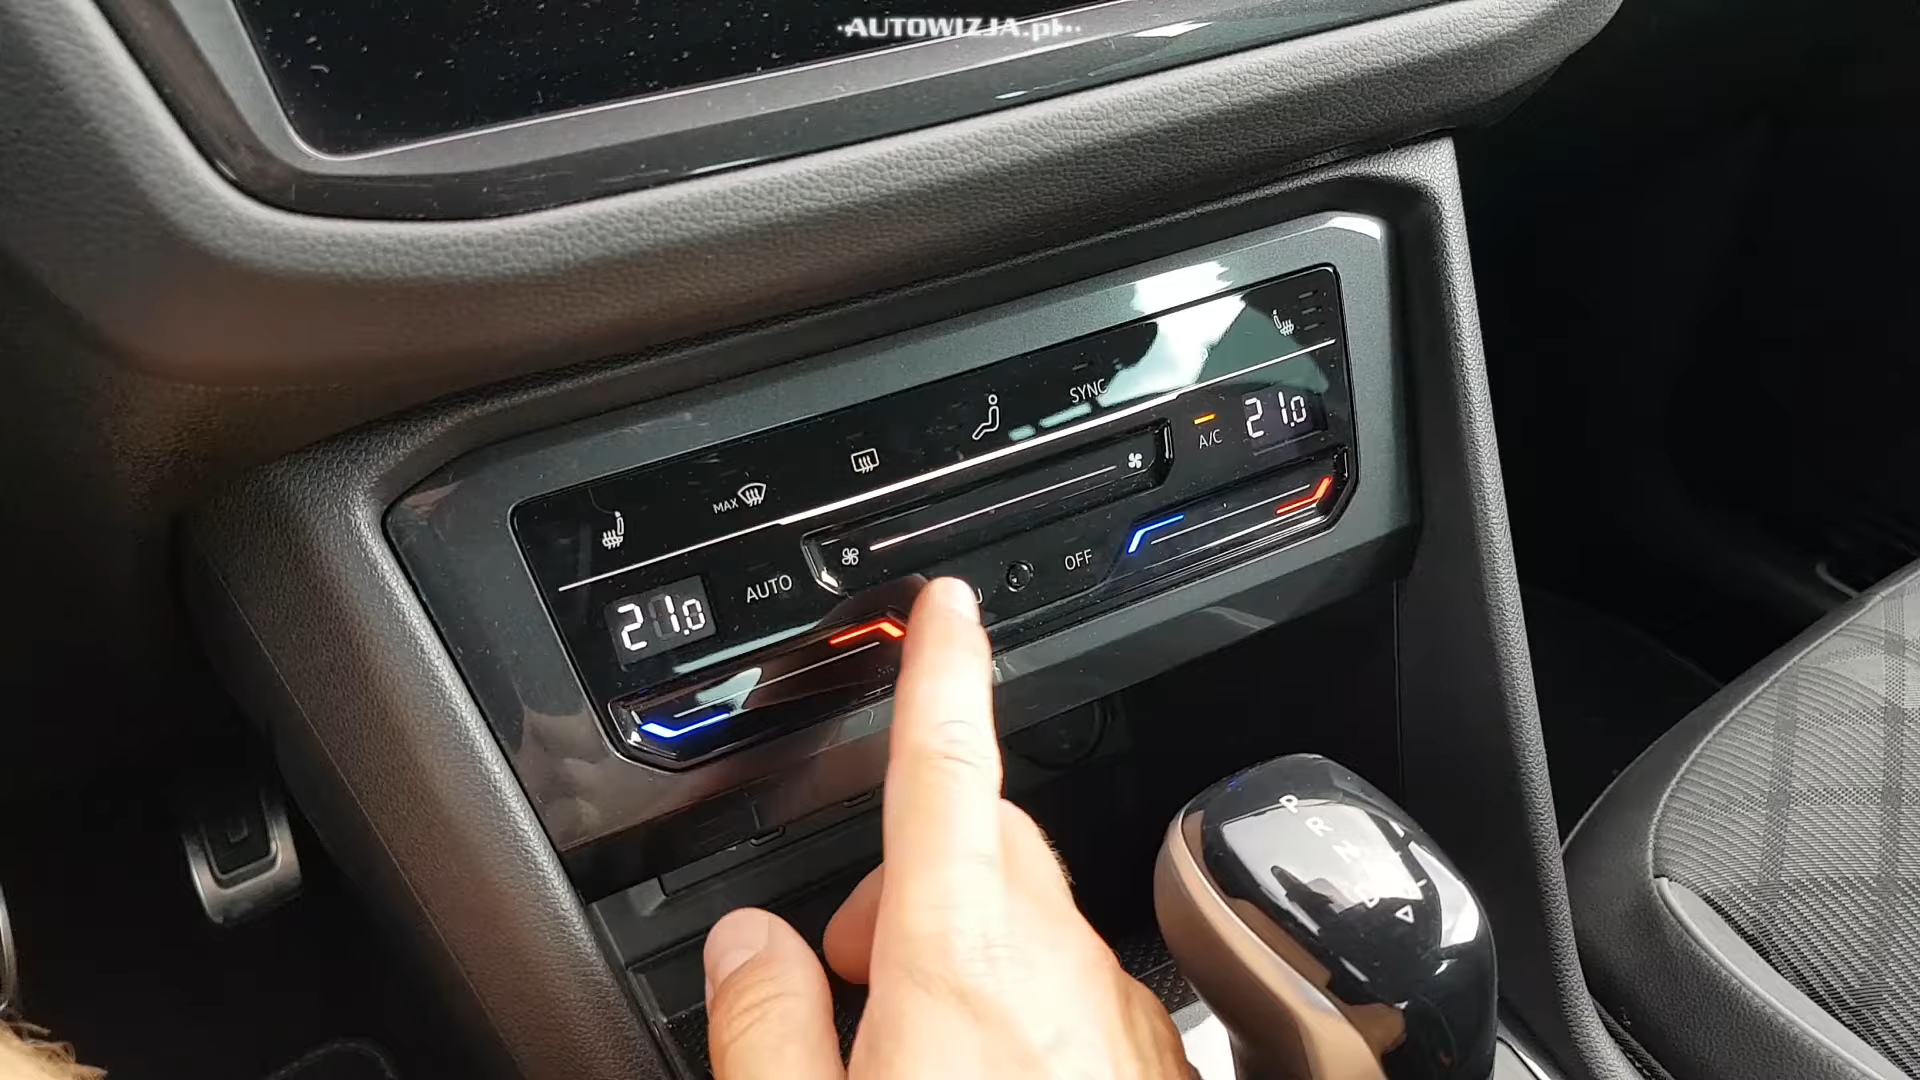 ·AUTOWIZJA.pl·
SYNC
21.0
A/C
MAX
OFF
AUTO
21.0
P
R
N
D